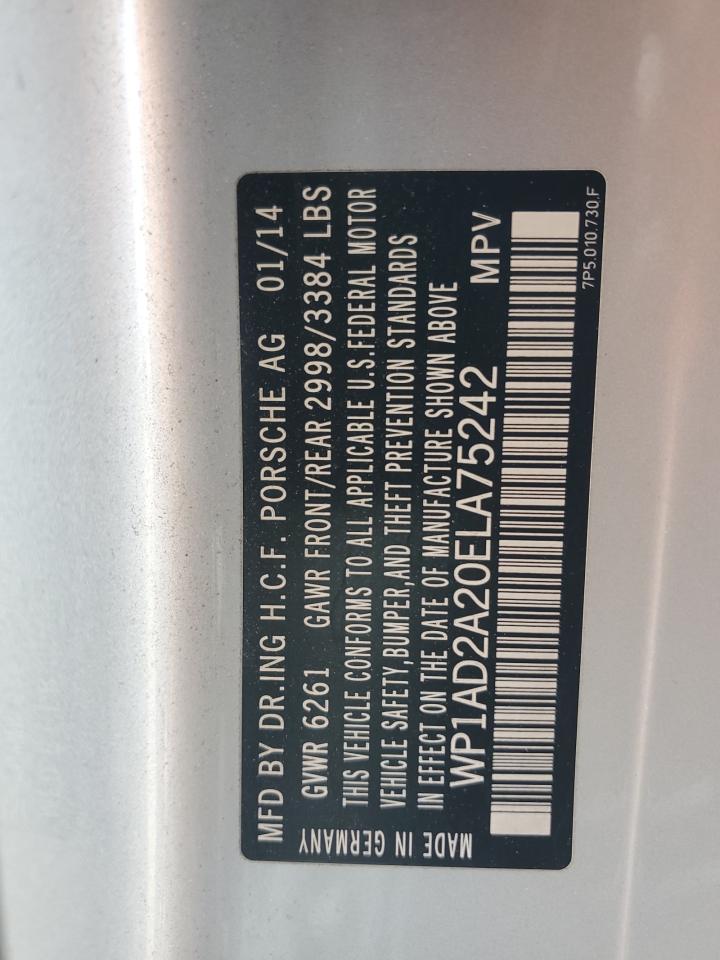 MFD BY DR.ING H.C.F. PORSCHE AG 01/14
GVWR 6261 GAWR FRONT/REAR 2998/3384 LBS
THIS VEHICLE CONFORMS TO ALL APPLICABLE U.S.FEDERAL MOTOR
VEHICLE SAFETY,BUMPER,AND THEFT PREVENTION STANDARDS
IN EFFECT ON THE DATE OF MANUFACTURE SHOWN ABOVE
WP1AD2A20ELA75242 MPV
7P5.010.730.F
MADE IN GERMANY